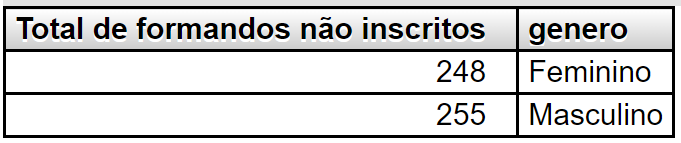 Total de formandos não inscritos genero
248 Feminino
255 Masculino